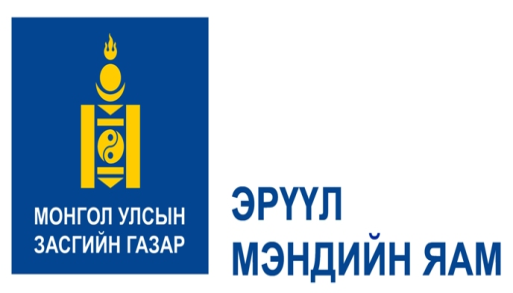 МОНГОЛ УЛСЫН
ЗАСГИЙН ГАЗАР
ЭРҮҮЛ
МЭНДИЙН ЯАМ